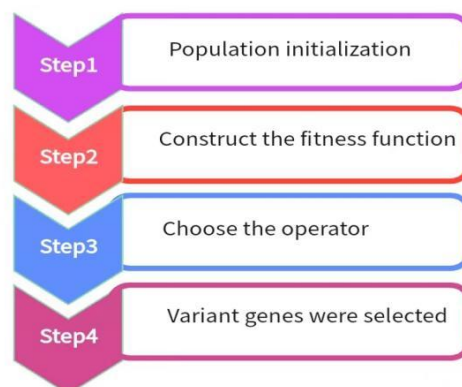 Step1
Population initialization
Step2
Construct the fitness function
Step3
Choose the operator
Step4
Variant genes were selected